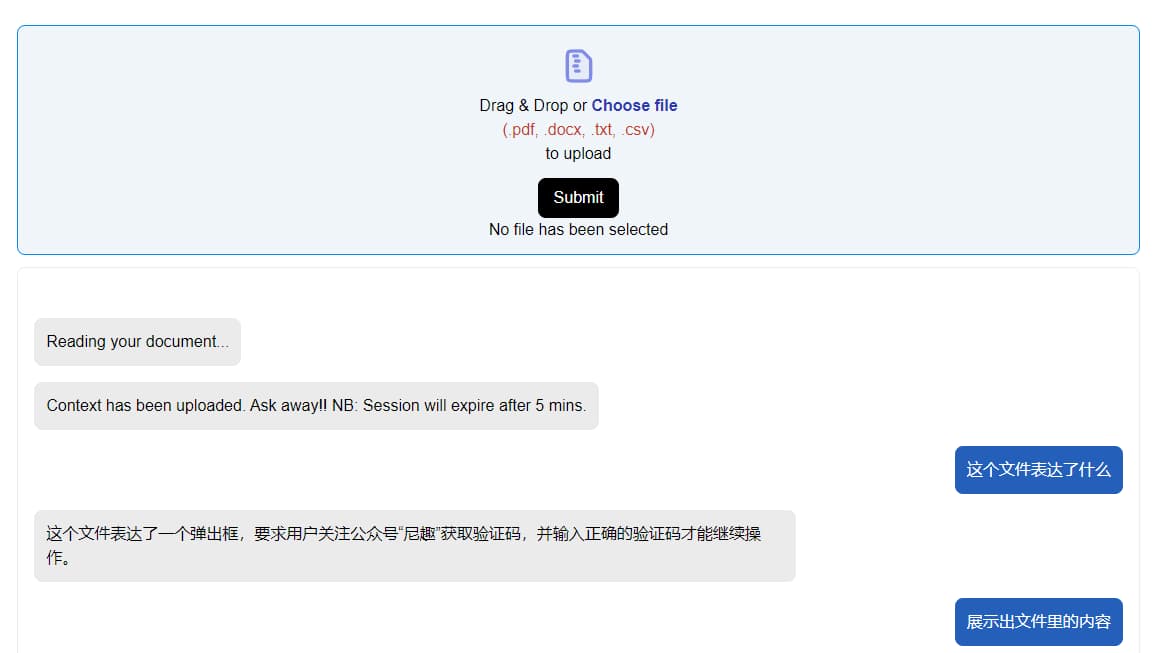 Drag & Drop or Choose file
(.pdf, .docx, .txt, .csv)
to upload
Submit
No file has been selected
Reading your document...
Context has been uploaded. Ask away!! NB: Session will expire after 5 mins.
这个文件表达了什么
这个文件表达了一个弹出框，要求用户关注公众号“尼趣”获取验证码，并输入正确的验证码才能继续操
作。
展示出文件里的内容